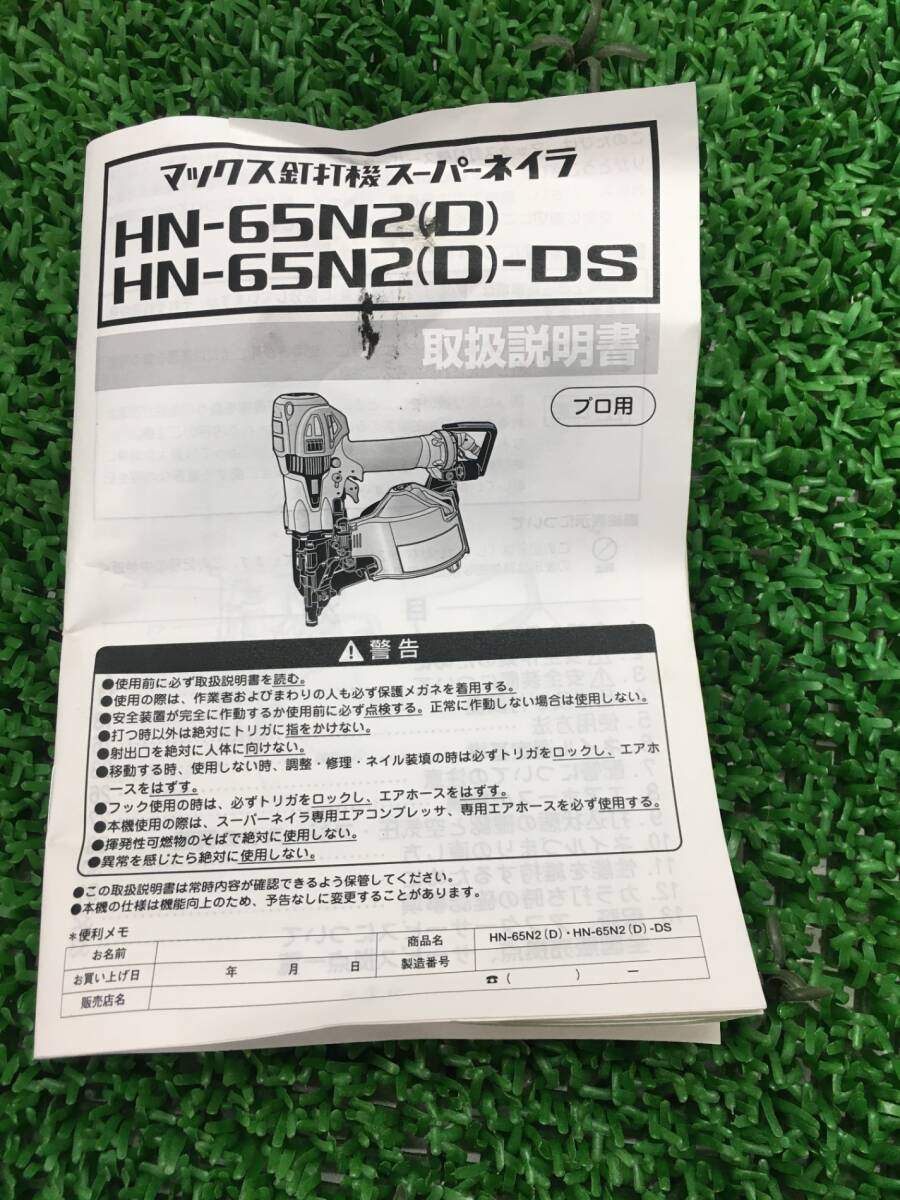 マックス釘打機スーパーネイラ
HN-65N2(D)
HN-65N2(D)-DS
取扱説明書
プロ用
警告
●使用前に必ず取扱説明書を読む。
●使用の際は、作業者およびまわりの人も必ず保護メガネを着用する。
●安全装置が完全に作動するか使用前に必ず点検する。正常に作動しない場合は使用しない。
●打つ時以外は絶対にトリガに指をかけない。
●射出口を絶対に人体に向けない。
●移動する時、使用しない時、調整・修理・ネイル装填の時は必ずトリガをロックし、エアホ
ースをはずす。
●フック使用の時は、必ずトリガをロックし、エアホースをはずす。
●本機使用の際は、スーパーネイラ専用エアコンプレッサ、専用エアホースを必ず使用する。
●揮発性可燃物のそばで絶対に使用しない。
●異常を感じたら絶対に使用しない。
●この取扱説明書は常時内容が確認できるよう保管してください。
●本機の仕様は機能向上のため、予告なしに変更することがあります。
*便利メモ
お名前 商品名 HN-65N2(D)・HN-65N2(D)-DS
お買い上げ日 年 月 日 製造番号
販売店名 ☎( ) ー